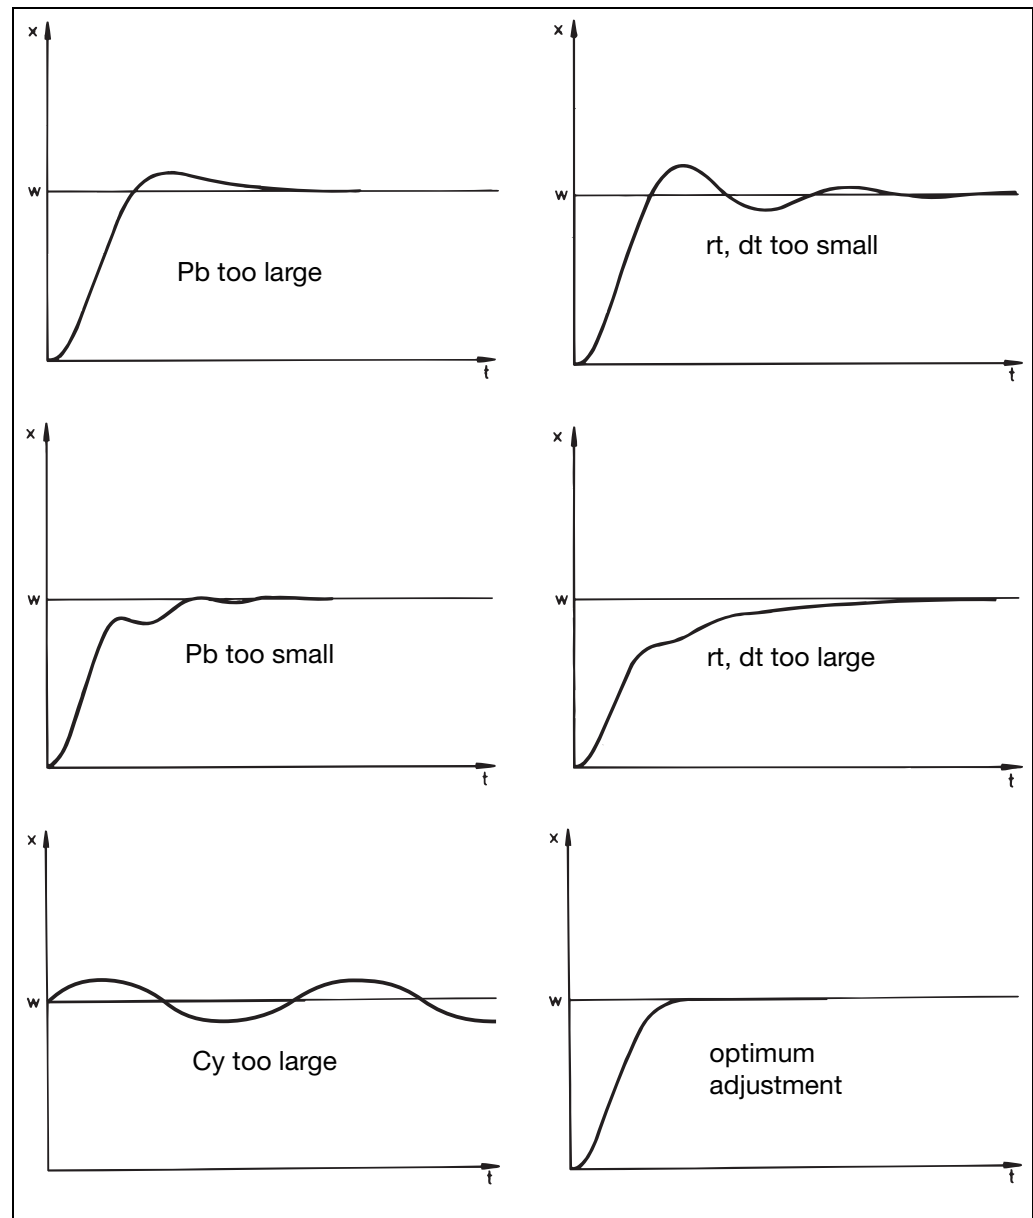 x
w
Pb too large
t
x
w
rt, dt too small
t
x
w
Pb too small
t
x
w
rt, dt too large
t
x
w
Cy too large
t
x
w
optimum
adjustment
t